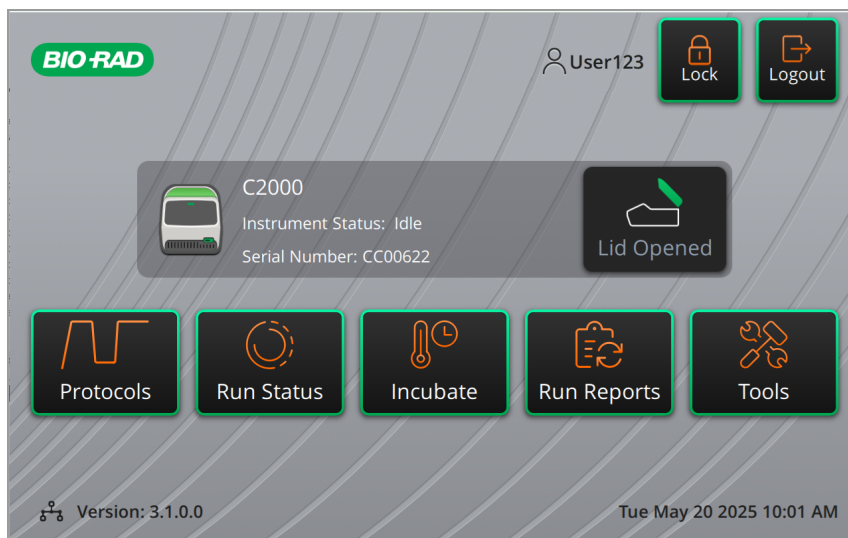 BIO-RAD
User123
Lock
Logout
C2000
Instrument Status: Idle
Serial Number: CC00622
Lid Opened
Protocols
Run Status
Incubate
Run Reports
Tools
Version: 3.1.0.0
Tue May 20 2025 10:01 AM